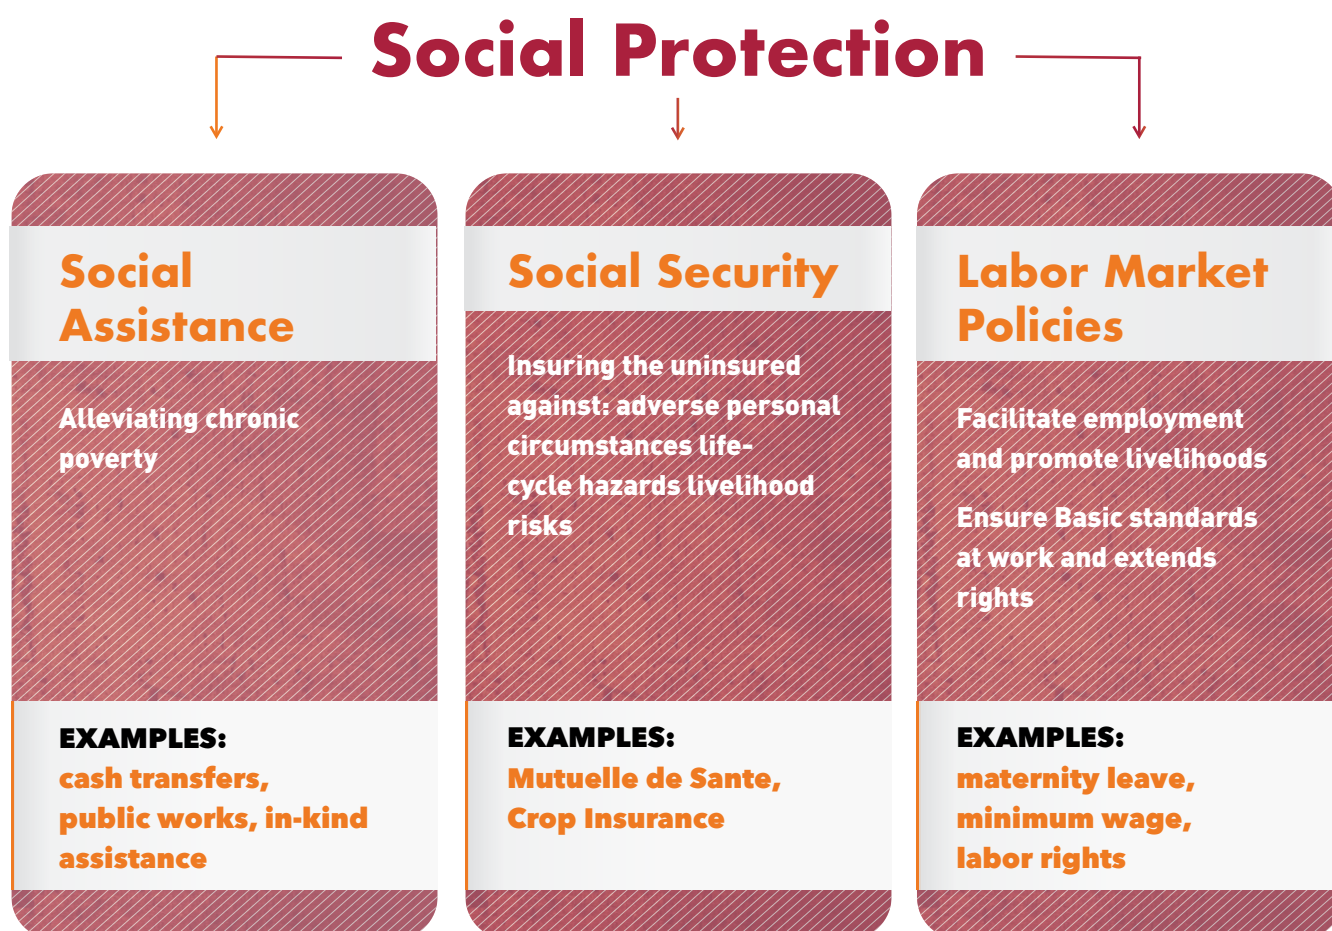 Social Protection
Social
Assistance
Alleviating chronic
poverty
EXAMPLES:
cash transfers,
public works, in-kind
assistance
Social Security
Insuring the uninsured
against: adverse personal
circumstances life-
cycle hazards livelihood
risks
EXAMPLES:
Mutuelle de Sante,
Crop Insurance
Labor Market
Policies
Facilitate employment
and promote livelihoods
Ensure Basic standards
at work and extends
rights
EXAMPLES:
maternity leave,
minimum wage,
labor rights